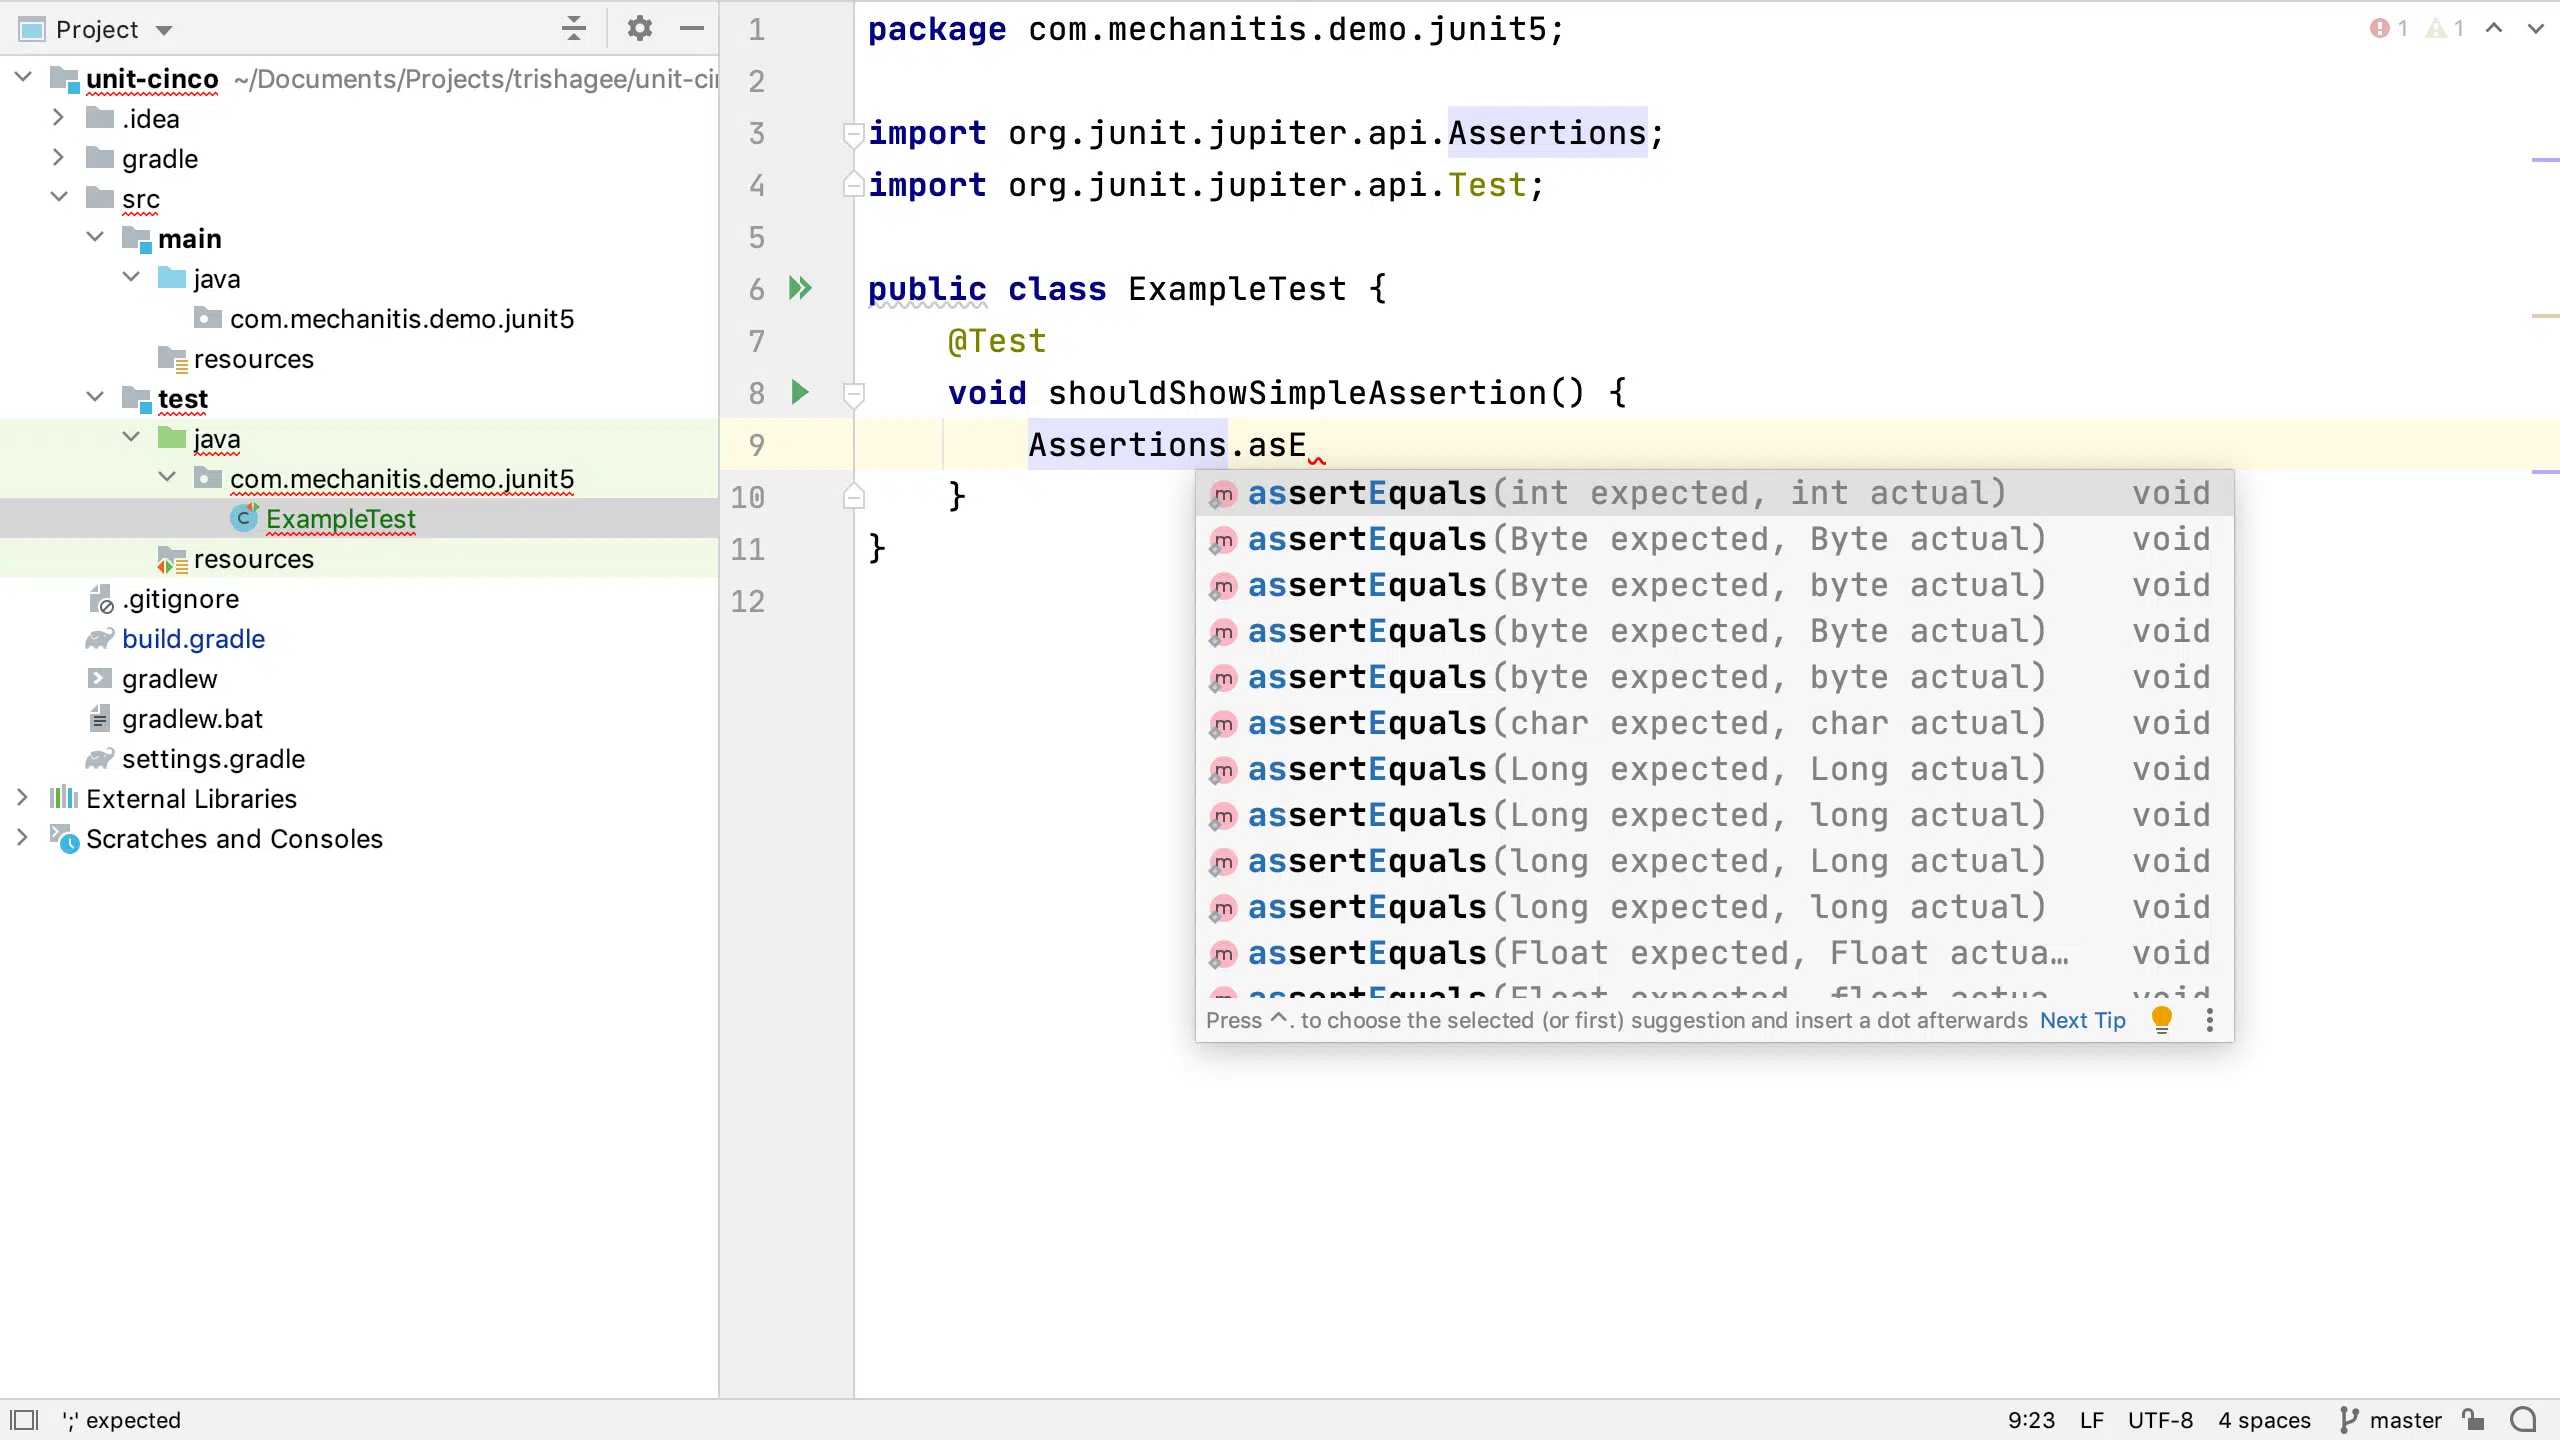 Project
unit-cinco ~/Documents/Projects/trishagee/unit-ci
.idea
gradle
src
main
java
com.mechanitis.demo.junit5
resources
test
java
com.mechanitis.demo.junit5
ExampleTest
resources
.gitignore
build.gradle
gradlew
gradlew.bat
settings.gradle
External Libraries
Scratches and Consoles
1 package com.mechanitis.demo.junit5;
2
3 import org.junit.jupiter.api.Assertions;
4 import org.junit.jupiter.api.Test;
5
6 public class ExampleTest {
7 @Test
8 void shouldShowSimpleAssertion() {
9 Assertions.asE
10 }
11 }
12
1 1
m assertEquals(int expected, int actual) void
m assertEquals(Byte expected, Byte actual) void
m assertEquals(Byte expected, byte actual) void
m assertEquals(byte expected, Byte actual) void
m assertEquals(byte expected, byte actual) void
m assertEquals(char expected, char actual) void
m assertEquals(Long expected, Long actual) void
m assertEquals(Long expected, long actual) void
m assertEquals(long expected, Long actual) void
m assertEquals(long expected, long actual) void
m assertEquals(Float expected, Float actua… void
m assertEquals(Float expected, float actua void
Press ^. to choose the selected (or first) suggestion and insert a dot afterwards Next Tip
';' expected
9:23 LF UTF-8 4 spaces master